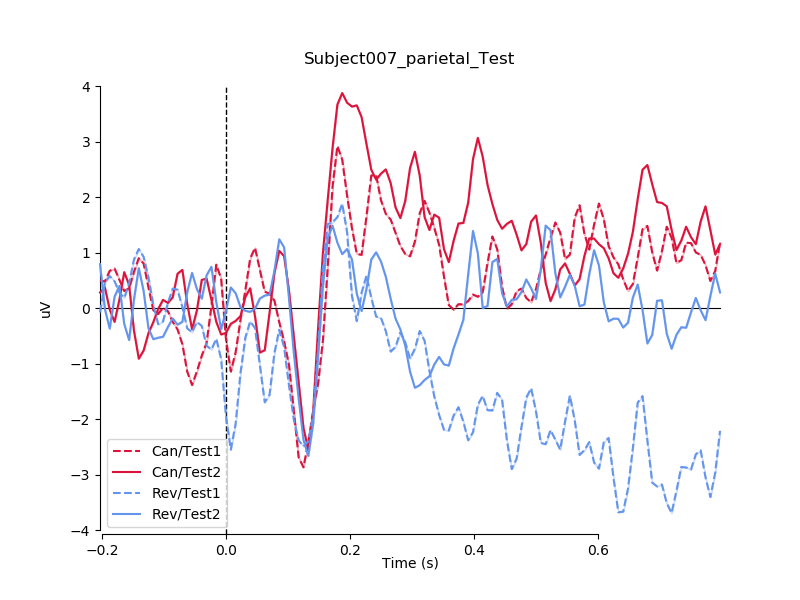 Subject007_parietal_Test
4
3
2
1
0
−1
−2
−3
−4
uV
Can/Test1
Can/Test2
Rev/Test1
Rev/Test2
−0.2 0.0 0.2 0.4 0.6
Time (s)